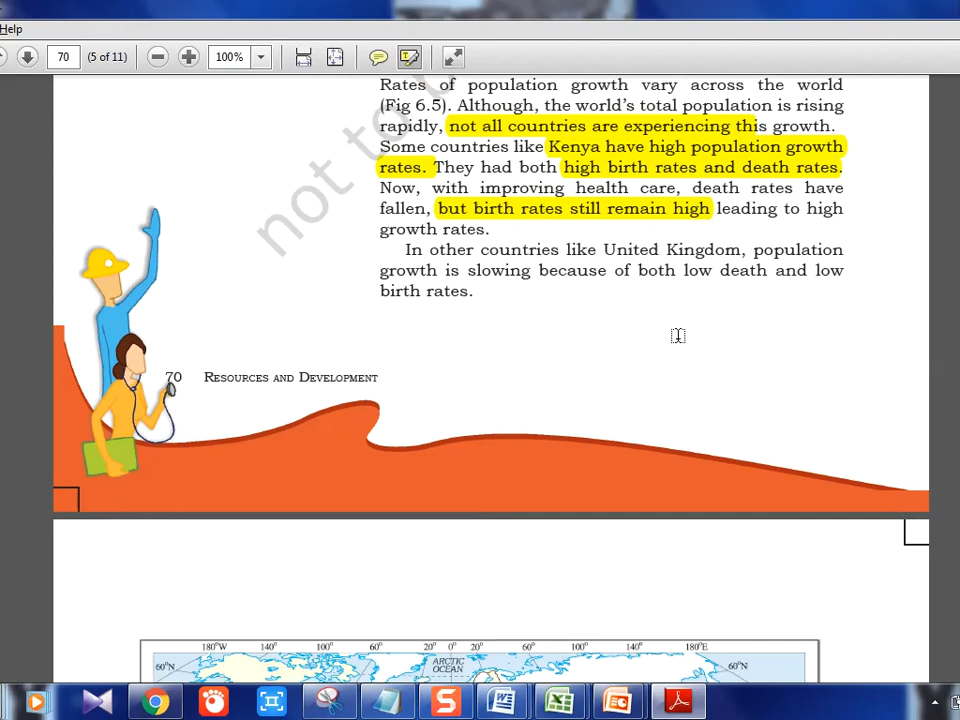 Help
70 (5 of 11) 100%
Rates of population growth vary across the world
(Fig 6.5). Although, the world's total population is rising
rapidly, not all countries are experiencing this growth.
Some countries like Kenya have high population growth
rates. They had both high birth rates and death rates.
Now, with improving health care, death rates have
fallen, but birth rates still remain high leading to high
growth rates.
In other countries like United Kingdom, population
growth is slowing because of both low death and low
birth rates.
not to b
70 Resources and Development
180°W 140° 100° 60° 20° 0° 20° 60° 100° 140° 180°E
60°N ARCTIC 60°N
OCEAN